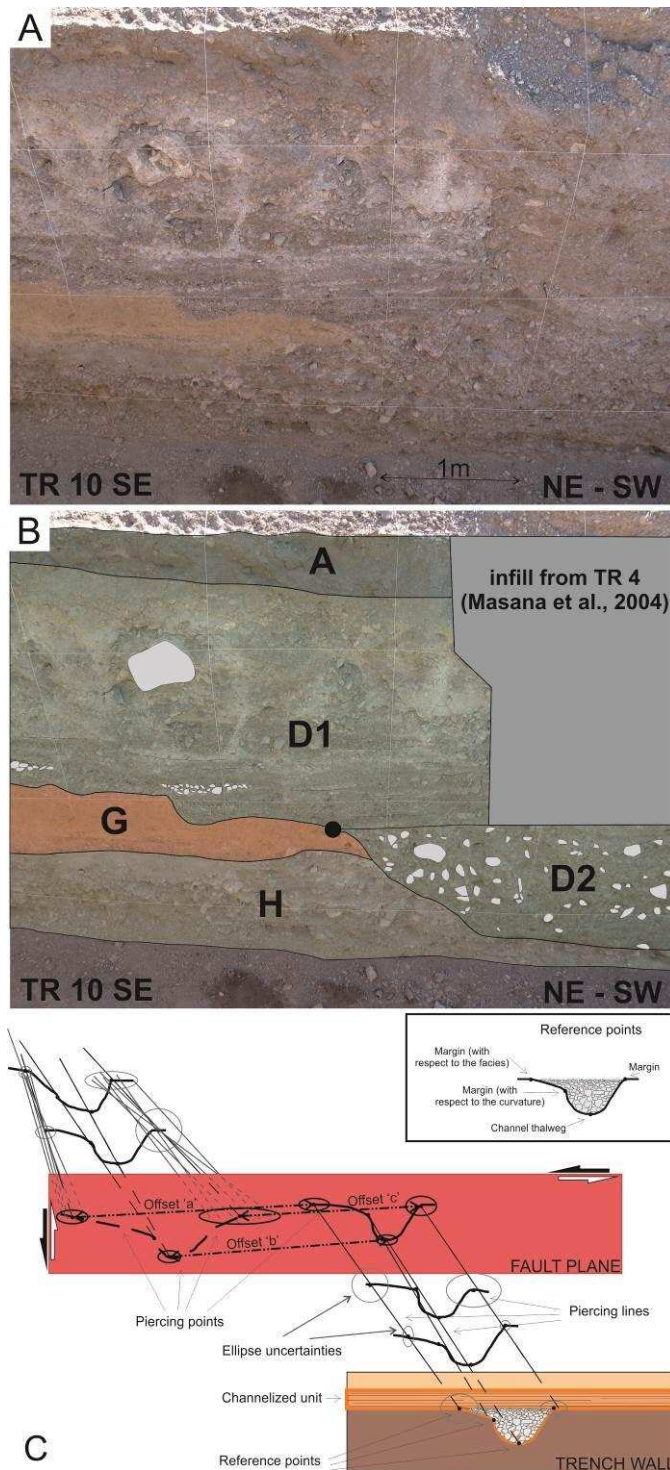 A
1m
TR 10 SE
NE - SW
B
A
infill from TR 4
(Masana et al., 2004)
D1
G
D2
H
TR 10 SE
NE - SW
Reference points
Margin (with
respect to the facies)
Margin
Margin (with
respect to the curvature)
Channel thalweg
Offset 'a'
Offset 'c'
Offset 'b'
FAULT PLANE
Piercing points
Piercing lines
Ellipse uncertainties
Channelized unit
Reference points
TRENCH WALL
C